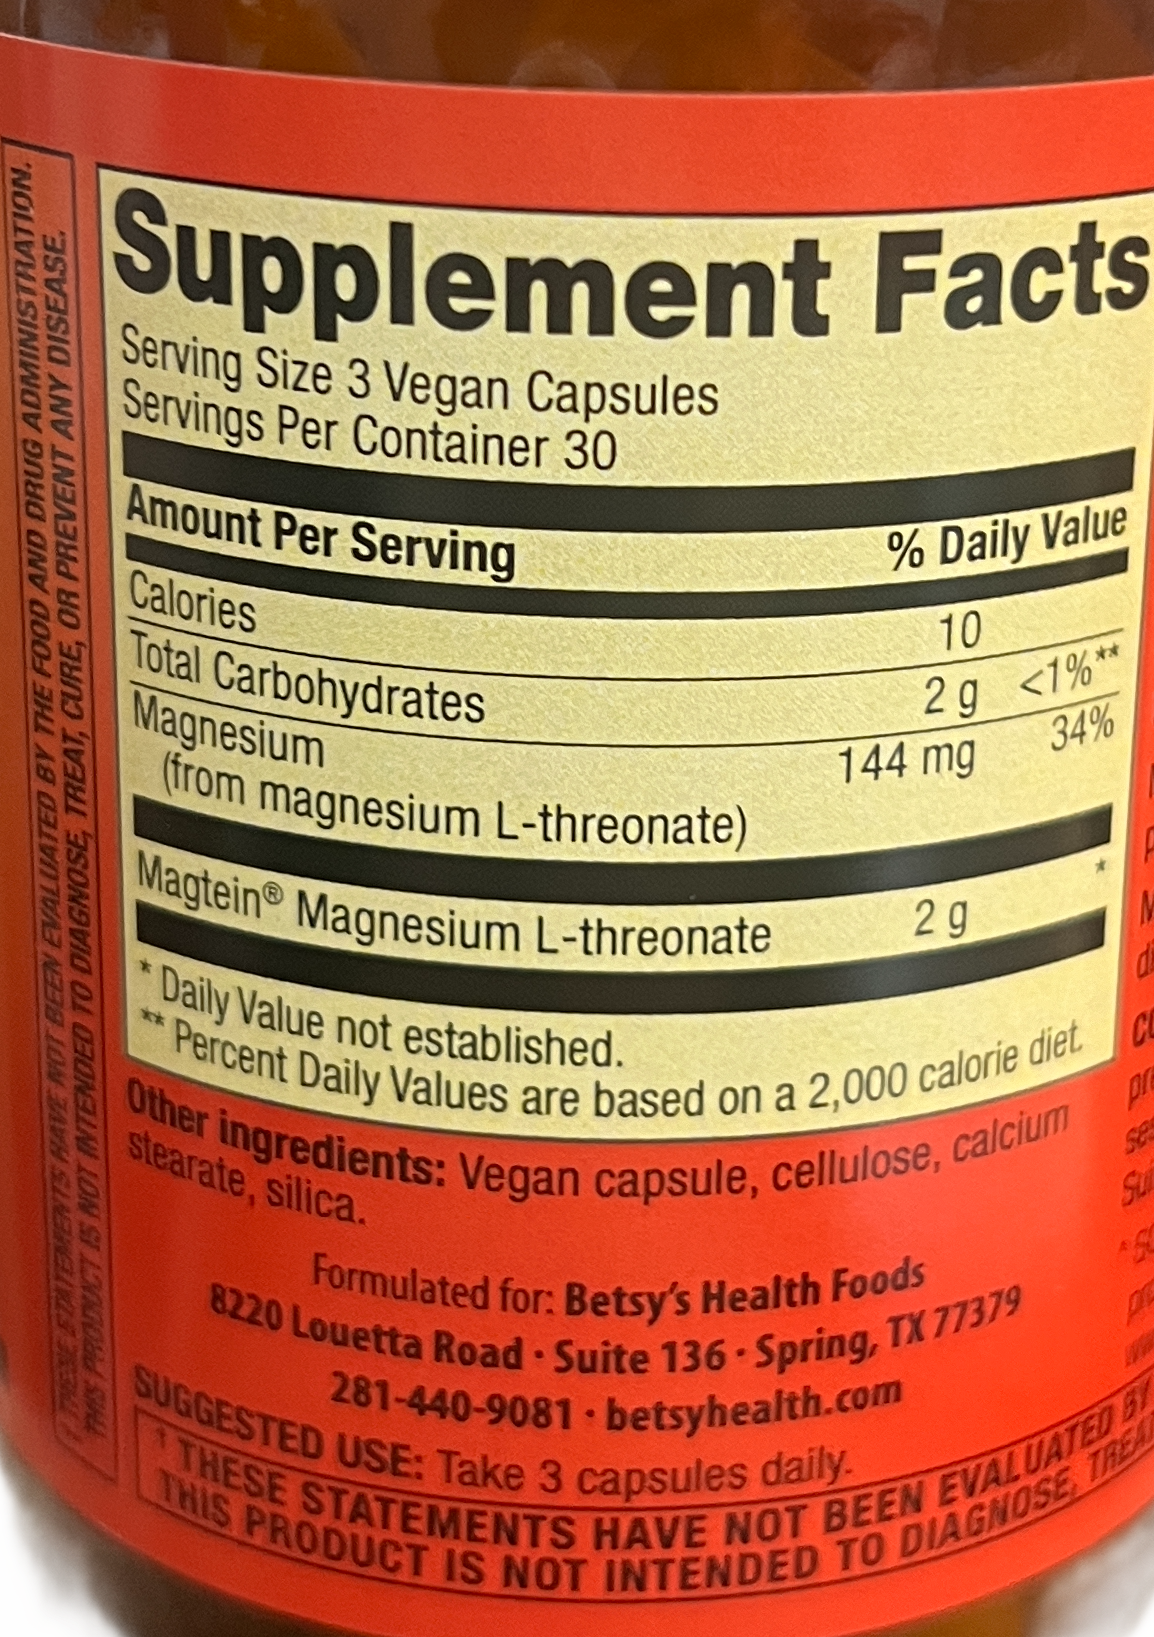 THESE STATEMENTS HAVE NOT BEEN EVALUATED BY THE FOOD AND DRUG ADMINISTRATION.
THIS PRODUCT IS NOT INTENDED TO DIAGNOSE, TREAT, CURE, OR PREVENT ANY DISEASE.
Supplement Facts
Serving Size 3 Vegan Capsules
Servings Per Container 30
Amount Per Serving % Daily Value
Calories 10
Total Carbohydrates 2 g <1%**
Magnesium 144 mg 34%
(from magnesium L-threonate)
Magtein® Magnesium L-threonate 2 g *
* Daily Value not established.
** Percent Daily Values are based on a 2,000 calorie diet.
Other ingredients: Vegan capsule, cellulose, calcium
stearate, silica.
Formulated for: Betsy's Health Foods
8220 Louetta Road · Suite 136 · Spring, TX 77379
281-440-9081 · betsyhealth.com
SUGGESTED USE: Take 3 capsules daily.
† THESE STATEMENTS HAVE NOT BEEN EVALUATED BY
THIS PRODUCT IS NOT INTENDED TO DIAGNOSE,